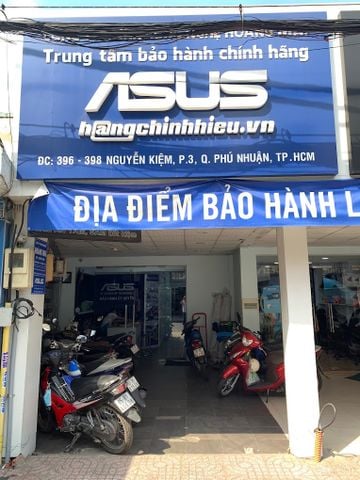 Trung tâm bảo hành chính hãng
ASUS
h@ngchinhhieu.vn
ĐC: 396 - 398 NGUYỄN KIỆM, P.3, Q. PHÚ NHUẬN, TP.HCM
ĐỊA ĐIỂM BẢO HÀNH
ASUS